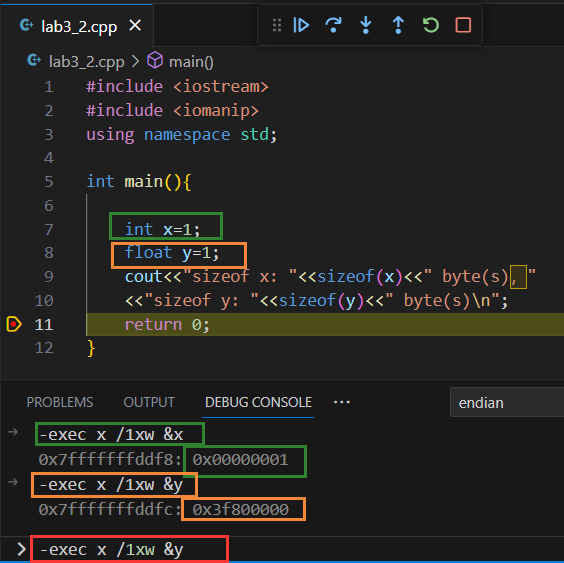 lab3_2.cpp
lab3_2.cpp > main()
1 #include <iostream>
2 #include <iomanip>
3 using namespace std;
4
5 int main(){
6
7 int x=1;
8 float y=1;
9 cout<<"sizeof x: "<<sizeof(x)<<" byte(s), "
10 <<"sizeof y: "<<sizeof(y)<<" byte(s)\n";
11 return 0;
12 }
PROBLEMS OUTPUT DEBUG CONSOLE ··· endian
-exec x /1xw &x
0x7fffffffddf8: 0x00000001
-exec x /1xw &y
0x7fffffffddfc: 0x3f800000
> -exec x /1xw &y